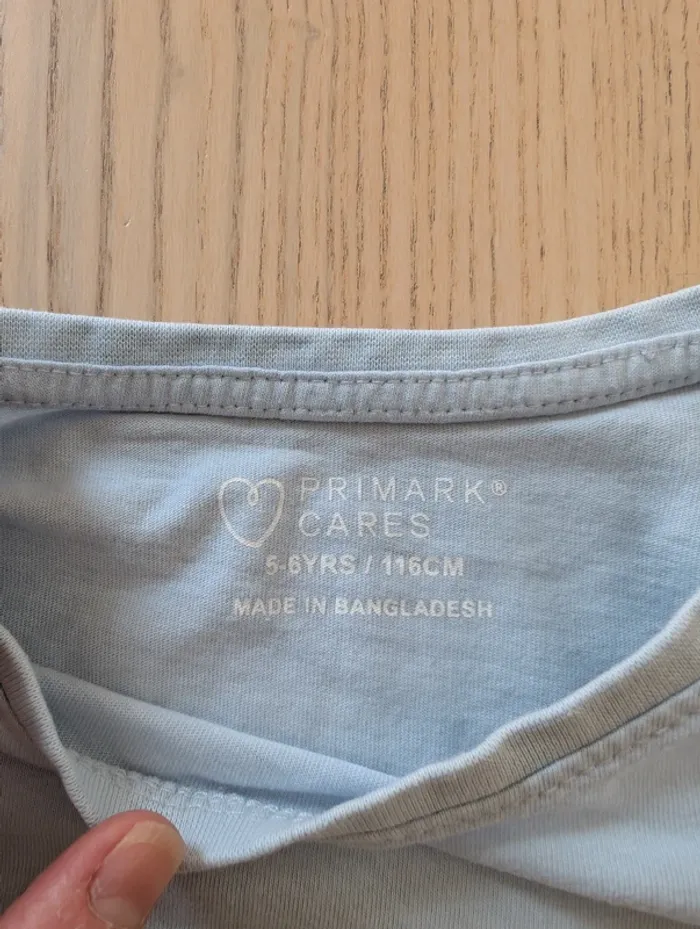 PRIMARK®
CARES
5-6YRS / 116CM
MADE IN BANGLADESH